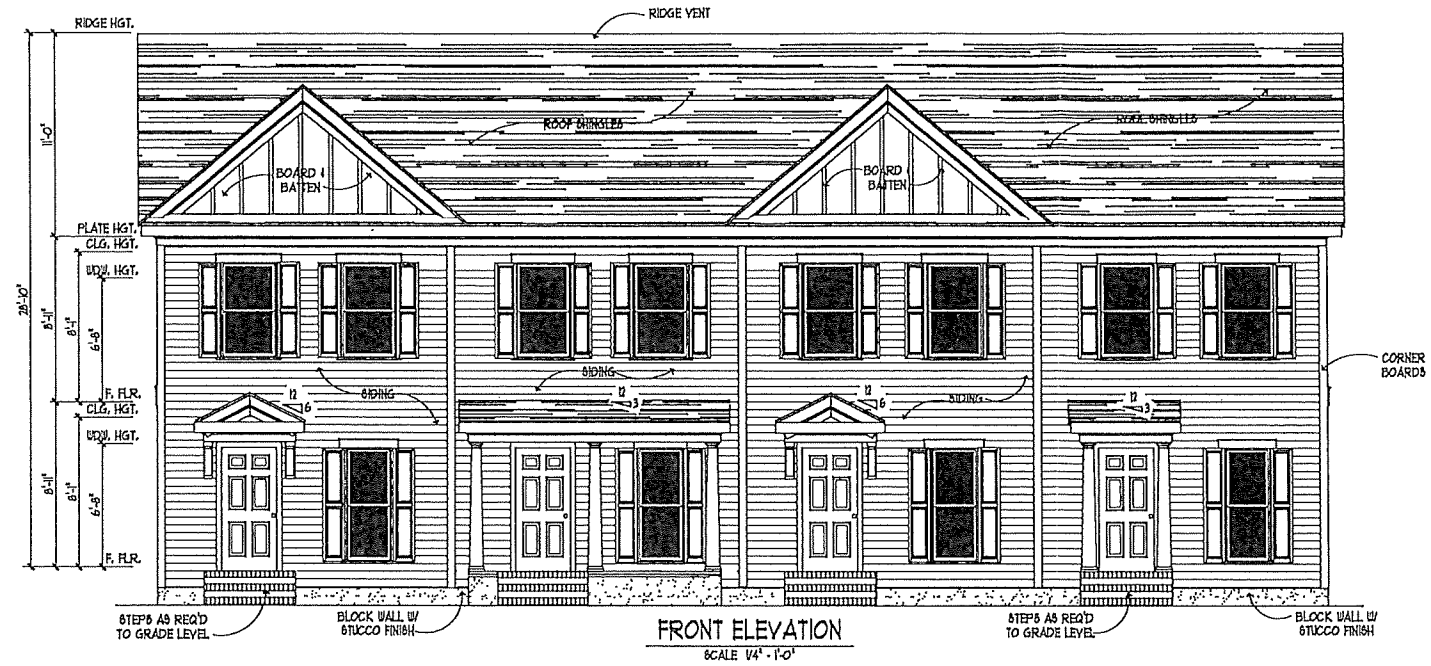 RIDGE HGT.
RIDGE VENT
11'-0"
ROOF SHINGLES
ROOF SHINGLES
BOARD &
BATTEN
BOARD &
BATTEN
PLATE HGT.
CLG. HGT.
WDW. HGT.
28'-10"
8'-11"
8'-1"
6'-8"
CORNER
BOARDS
SIDING
12
6
SIDING
12
3
12
6
SIDING
12
3
F. FLR.
CLG. HGT.
WDW. HGT.
8'-11"
8'-1"
6'-8"
F. FLR.
STEPS AS REQ'D
TO GRADE LEVEL
BLOCK WALL W/
STUCCO FINISH
FRONT ELEVATION
SCALE 1/4" - 1'-0"
STEPS AS REQ'D
TO GRADE LEVEL
BLOCK WALL W/
STUCCO FINISH